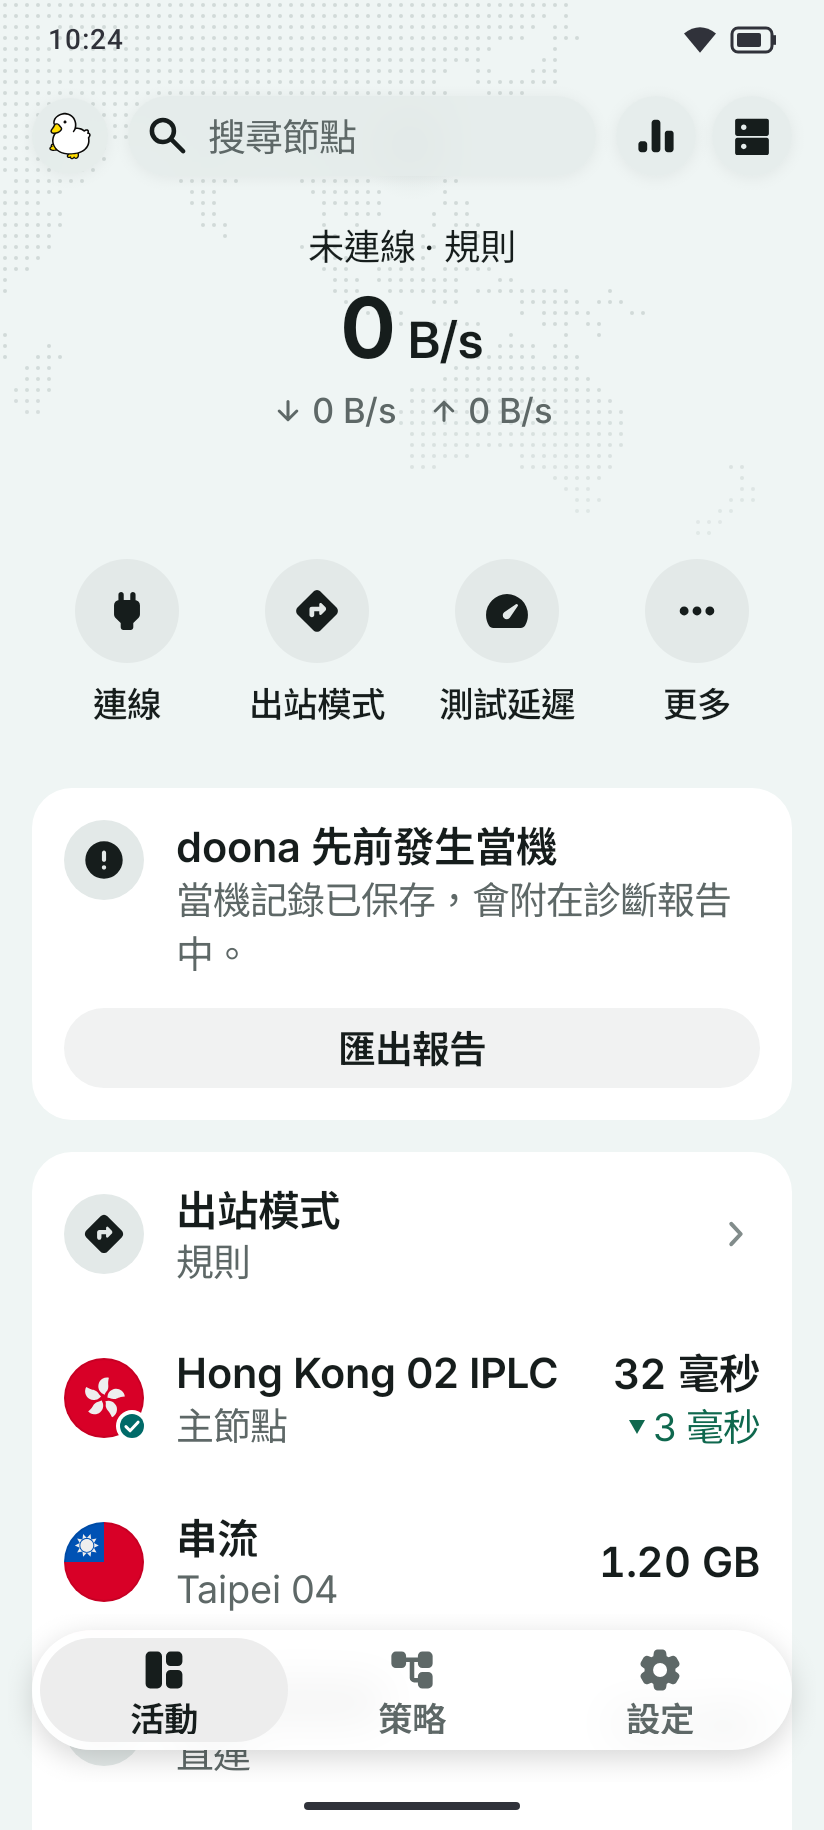 10:24
搜尋節點
未連線 · 規則
0 B/s
0 B/s 0 B/s
連線 出站模式 測試延遲 更多
doona 先前發生當機
當機記錄已保存，會附在診斷報告
中。
匯出報告
出站模式
規則
Hong Kong 02 IPLC 32 毫秒
主節點 ▼3 毫秒
串流 1.20 GB
Taipei 04
活動 策略 設定
直連